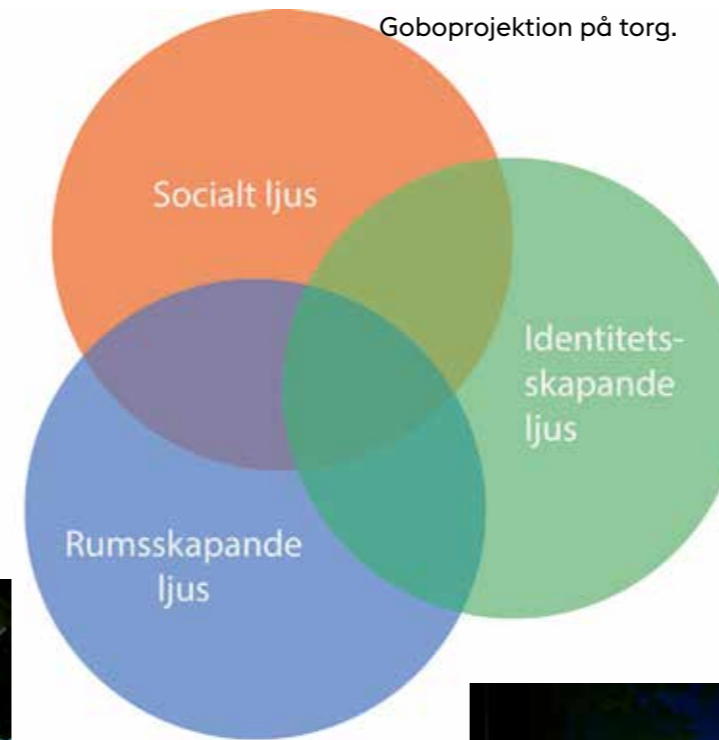 Goboprojektion på torg.
Socialt ljus
Identitets-
skapande
ljus
Rumsskapande
ljus